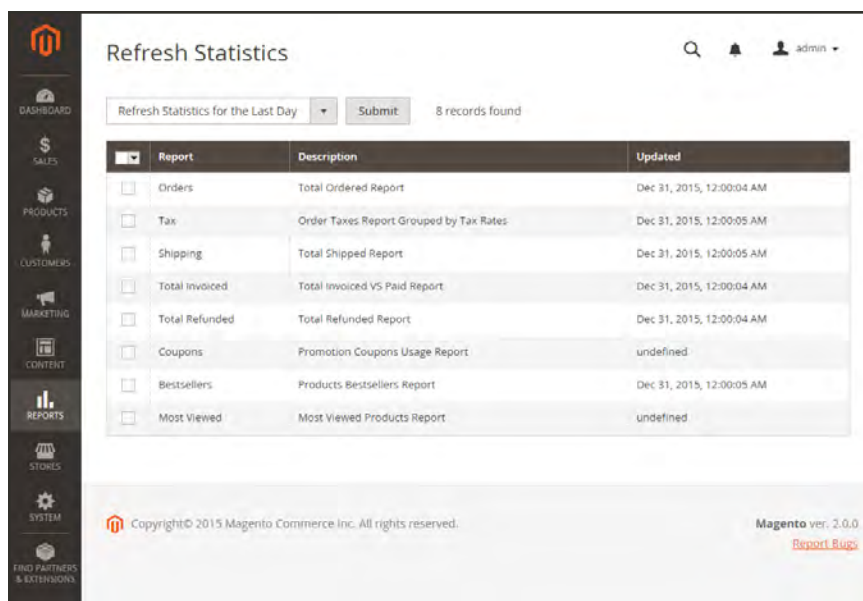 Refresh Statistics
admin
Refresh Statistics for the Last Day
Submit
8 records found
DASHBOARD
SALES
PRODUCTS
CUSTOMERS
MARKETING
CONTENT
REPORTS
STORES
SYSTEM
FIND PARTNERS
& EXTENSIONS
Report Description Updated
Orders Total Ordered Report Dec 31, 2015, 12:00:04 AM
Tax Order Taxes Report Grouped by Tax Rates Dec 31, 2015, 12:00:05 AM
Shipping Total Shipped Report Dec 31, 2015, 12:00:05 AM
Total Invoiced Total Invoiced VS Paid Report Dec 31, 2015, 12:00:04 AM
Total Refunded Total Refunded Report Dec 31, 2015, 12:00:04 AM
Coupons Promotion Coupons Usage Report undefined
Bestsellers Products Bestsellers Report Dec 31, 2015, 12:00:05 AM
Most Viewed Most Viewed Products Report undefined
Copyright© 2015 Magento Commerce Inc. All rights reserved.
Magento ver. 2.0.0
Report Bugs